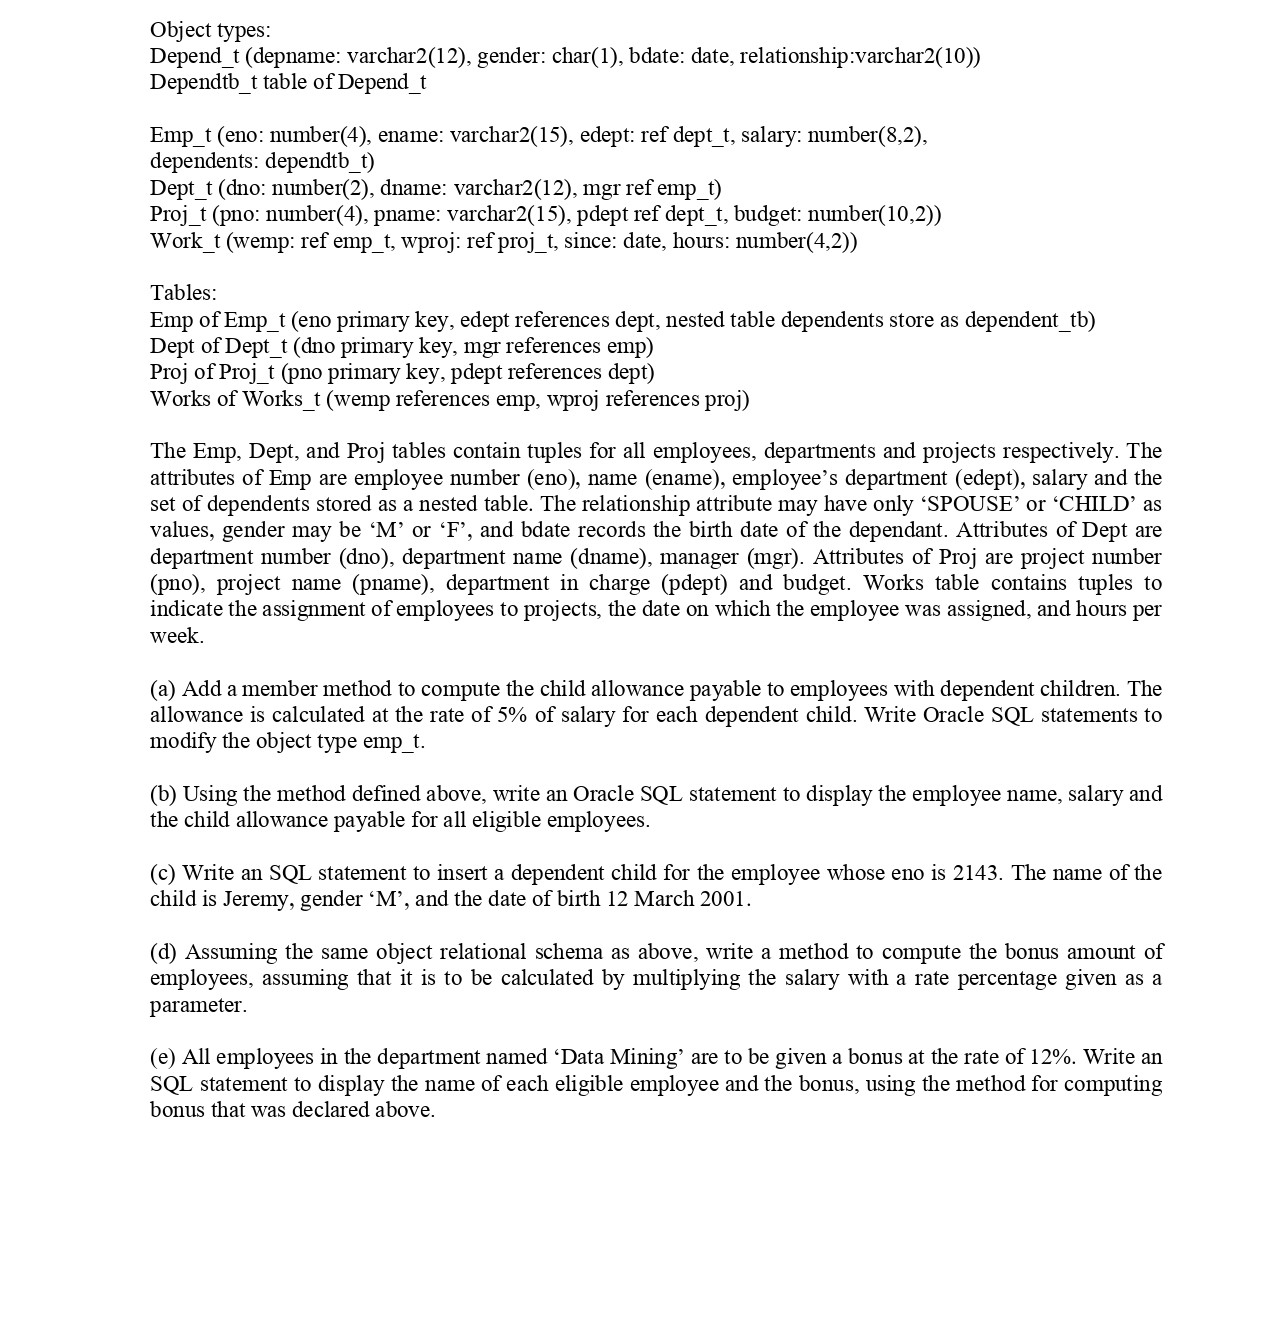 Object types:
Depend_t (depname: varchar2(12), gender: char(1), bdate: date, relationship:varchar2(10))
Dependtb_t table of Depend_t
Emp_t (eno: number(4), ename: varchar2(15), edept: ref dept_t, salary: number(8,2),
dependents: dependtb_t)
Dept_t (dno: number(2), dname: varchar2(12), mgr ref emp_t)
Proj_t (pno: number(4), pname: varchar2(15), pdept ref dept_t, budget: number(10,2))
Work_t (wemp: ref emp_t, wproj: ref proj_t, since: date, hours: number(4,2))
Tables:
Emp of Emp_t (eno primary key, edept references dept, nested table dependents store as dependent_tb)
Dept of Dept_t (dno primary key, mgr references emp)
Proj of Proj_t (pno primary key, pdept references dept)
Works of Works_t (wemp references emp, wproj references proj)
The Emp, Dept, and Proj tables contain tuples for all employees, departments and projects respectively. The
attributes of Emp are employee number (eno), name (ename), employee’s department (edept), salary and the
set of dependents stored as a nested table. The relationship attribute may have only ‘SPOUSE’ or ‘CHILD’ as
values, gender may be ‘M’ or ‘F’, and bdate records the birth date of the dependant. Attributes of Dept are
department number (dno), department name (dname), manager (mgr). Attributes of Proj are project number
(pno), project name (pname), department in charge (pdept) and budget. Works table contains tuples to
indicate the assignment of employees to projects, the date on which the employee was assigned, and hours per
week.
(a) Add a member method to compute the child allowance payable to employees with dependent children. The
allowance is calculated at the rate of 5% of salary for each dependent child. Write Oracle SQL statements to
modify the object type emp_t.
(b) Using the method defined above, write an Oracle SQL statement to display the employee name, salary and
the child allowance payable for all eligible employees.
(c) Write an SQL statement to insert a dependent child for the employee whose eno is 2143. The name of the
child is Jeremy, gender ‘M’, and the date of birth 12 March 2001.
(d) Assuming the same object relational schema as above, write a method to compute the bonus amount of
employees, assuming that it is to be calculated by multiplying the salary with a rate percentage given as a
parameter.
(e) All employees in the department named ‘Data Mining’ are to be given a bonus at the rate of 12%. Write an
SQL statement to display the name of each eligible employee and the bonus, using the method for computing
bonus that was declared above.